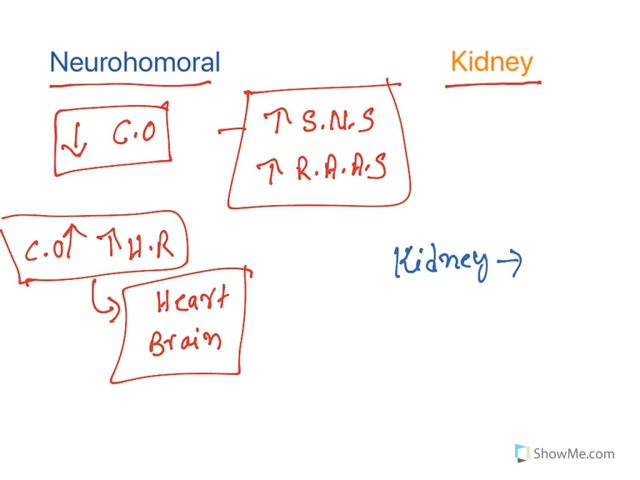 Neurohomoral
Kidney
↓ C.O
↑ S.N.S
↑ R.A.A.S
C.O↑ ↑ H.R
Kidney →
Heart
Brain
ShowMe.com